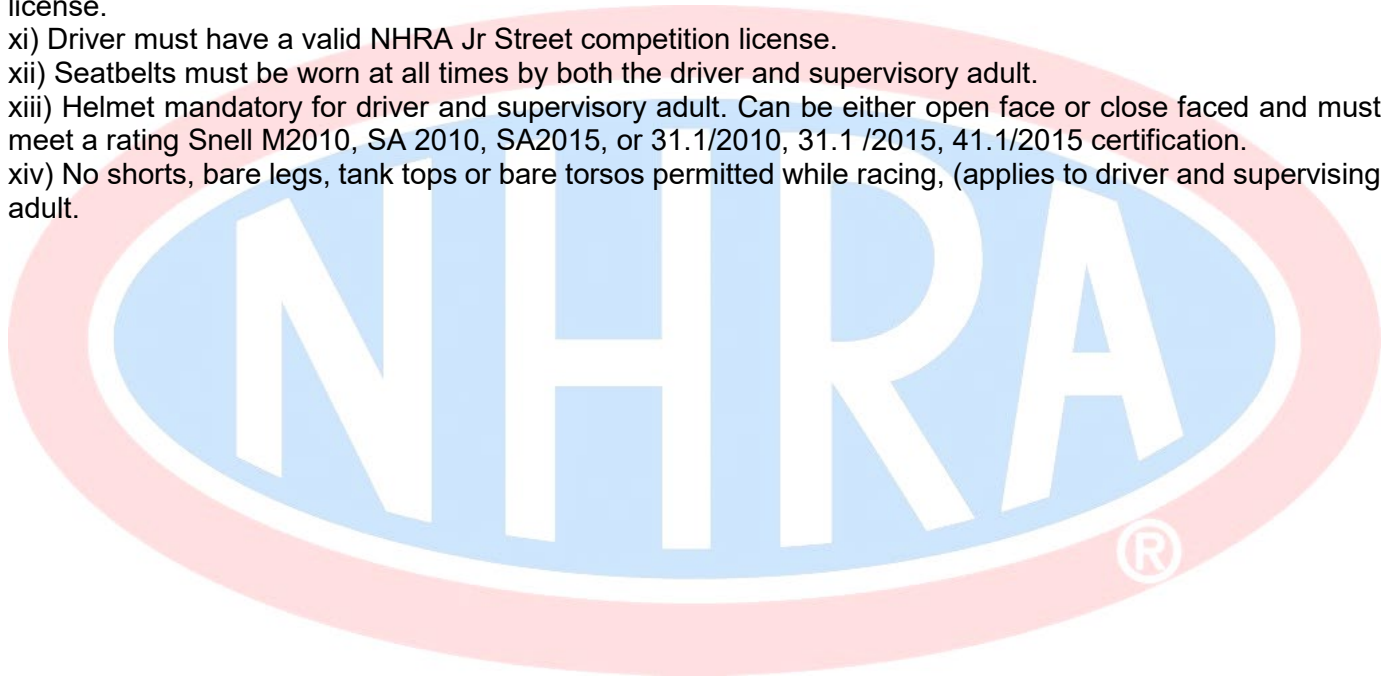 license.
xi) Driver must have a valid NHRA Jr Street competition license.
xii) Seatbelts must be worn at all times by both the driver and supervisory adult.
xiii) Helmet mandatory for driver and supervisory adult. Can be either open face or close faced and must
meet a rating Snell M2010, SA 2010, SA2015, or 31.1/2010, 31.1 /2015, 41.1/2015 certification.
xiv) No shorts, bare legs, tank tops or bare torsos permitted while racing, (applies to driver and supervising
adult.
NHRA
®